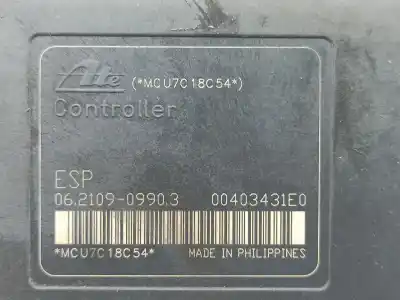 Ate (*MCU7C18C54*)
Controller
ESP
06.2109-0990.3 00403431E0
*MCU7C18C54* MADE IN PHILIPPINES